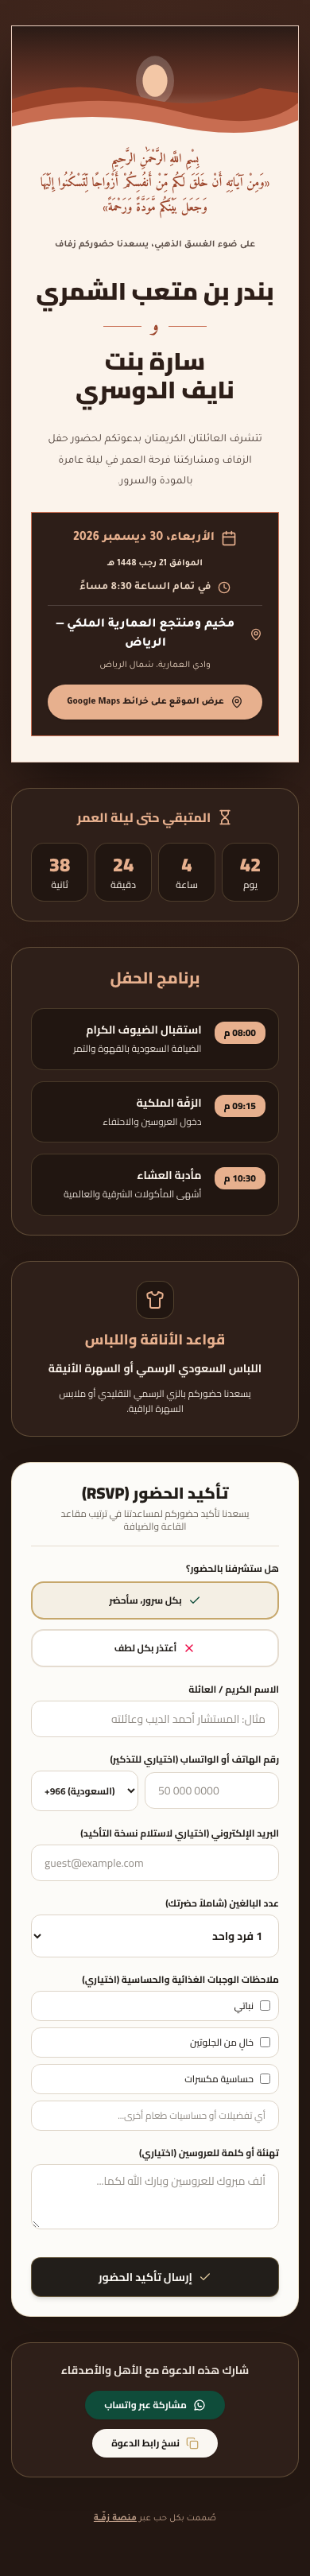 بِسْمِ اللَّهِ الرَّحْمَٰنِ الرَّحِيمِ
«وَمِنْ آيَاتِهِ أَنْ خَلَقَ لَكُم مِّنْ أَنفُسِكُمْ أَزْوَاجًا لِّتَسْكُنُوا إِلَيْهَا
وَجَعَلَ بَيْنَكُم مَّوَدَّةً وَرَحْمَةً»
على ضوء الغسق الذهبي، يسعدنا حضوركم زفاف
بندر بن متعب الشمري
و
سارة بنت
نايف الدوسري
تتشرف العائلتان الكريمتان بدعوتكم لحضور حفل
الزفاف ومشاركتنا فرحة العمر في ليلة عامرة
بالمودة والسرور.
الأربعاء، 30 ديسمبر 2026
الموافق 21 رجب 1448 هـ
في تمام الساعة 8:30 مساءً
مخيم ومنتجع العمارية الملكي —
الرياض
وادي العمارية، شمال الرياض
عرض الموقع على خرائط Google Maps
المتبقي حتى ليلة العمر
42
يوم
4
ساعة
24
دقيقة
38
ثانية
برنامج الحفل
08:00 م
استقبال الضيوف الكرام
الضيافة السعودية بالقهوة والتمر
09:15 م
الزفّة الملكية
دخول العروسين والاحتفاء
10:30 م
مأدبة العشاء
أشهى المأكولات الشرقية والعالمية
قواعد الأناقة واللباس
اللباس السعودي الرسمي أو السهرة الأنيقة
يسعدنا حضوركم بالزي الرسمي التقليدي أو ملابس
السهرة الراقية.
تأكيد الحضور (RSVP)
يسعدنا تأكيد حضوركم لمساعدتنا في ترتيب مقاعد
القاعة والضيافة
هل ستشرفنا بالحضور؟
بكل سرور، سأحضر
أعتذر بكل لطف
الاسم الكريم / العائلة
مثال: المستشار أحمد الديب وعائلته
رقم الهاتف أو الواتساب (اختياري للتذكير)
50 000 0000
+966 (السعودية)
البريد الإلكتروني (اختياري لاستلام نسخة التأكيد)
guest@example.com
عدد البالغين (شاملاً حضرتك)
1 فرد واحد
ملاحظات الوجبات الغذائية والحساسية (اختياري)
نباتي
خالٍ من الجلوتين
حساسية مكسرات
أي تفضيلات أو حساسيات طعام أخرى...
تهنئة أو كلمة للعروسين (اختياري)
ألف مبروك للعروسين وبارك الله لكما...
إرسال تأكيد الحضور
شارك هذه الدعوة مع الأهل والأصدقاء
مشاركة عبر واتساب
نسخ رابط الدعوة
صُممت بكل حب عبر منصة زفّــة